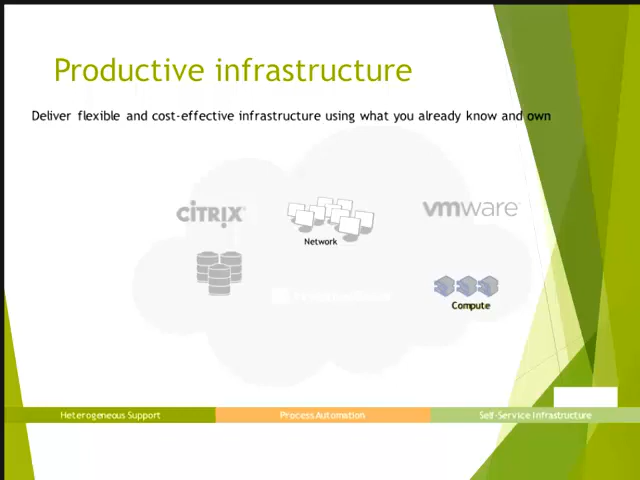 Productive infrastructure
Deliver flexible and cost-effective infrastructure using what you already know and own
CITRIX
vmware
Network
Compute
Heterogeneous Support
Process Automation
Self-Service Infrastructure